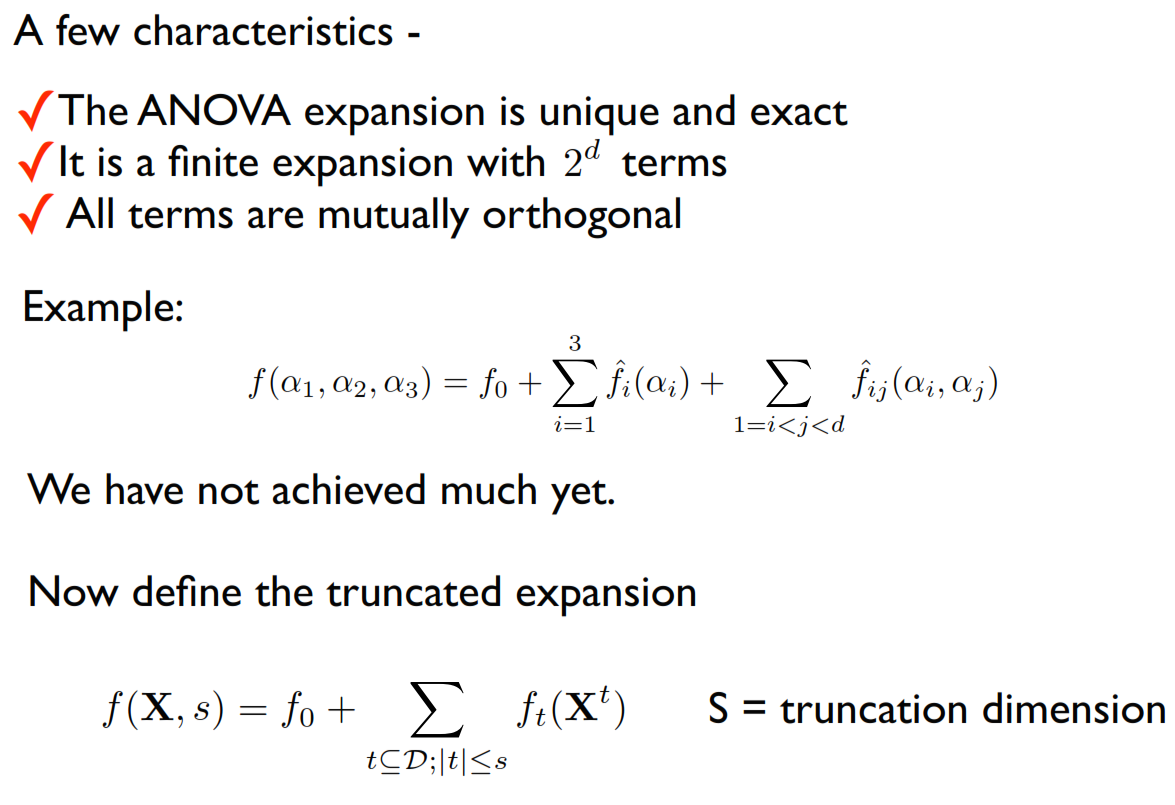 A few characteristics -
✓ The ANOVA expansion is unique and exact
✓ It is a finite expansion with $2^d$ terms
✓ All terms are mutually orthogonal
Example:
$f(\alpha_1, \alpha_2, \alpha_3) = f_0 + \sum_{i=1}^{3} \hat{f}_i(\alpha_i) + \sum_{1=i<j<d} \hat{f}_{ij}(\alpha_i, \alpha_j)$
We have not achieved much yet.
Now define the truncated expansion
$f(\mathbf{X}, s) = f_0 + \sum_{t \subseteq \mathcal{D}; |t| \leq s} f_t(\mathbf{X}^t)$ S = truncation dimension